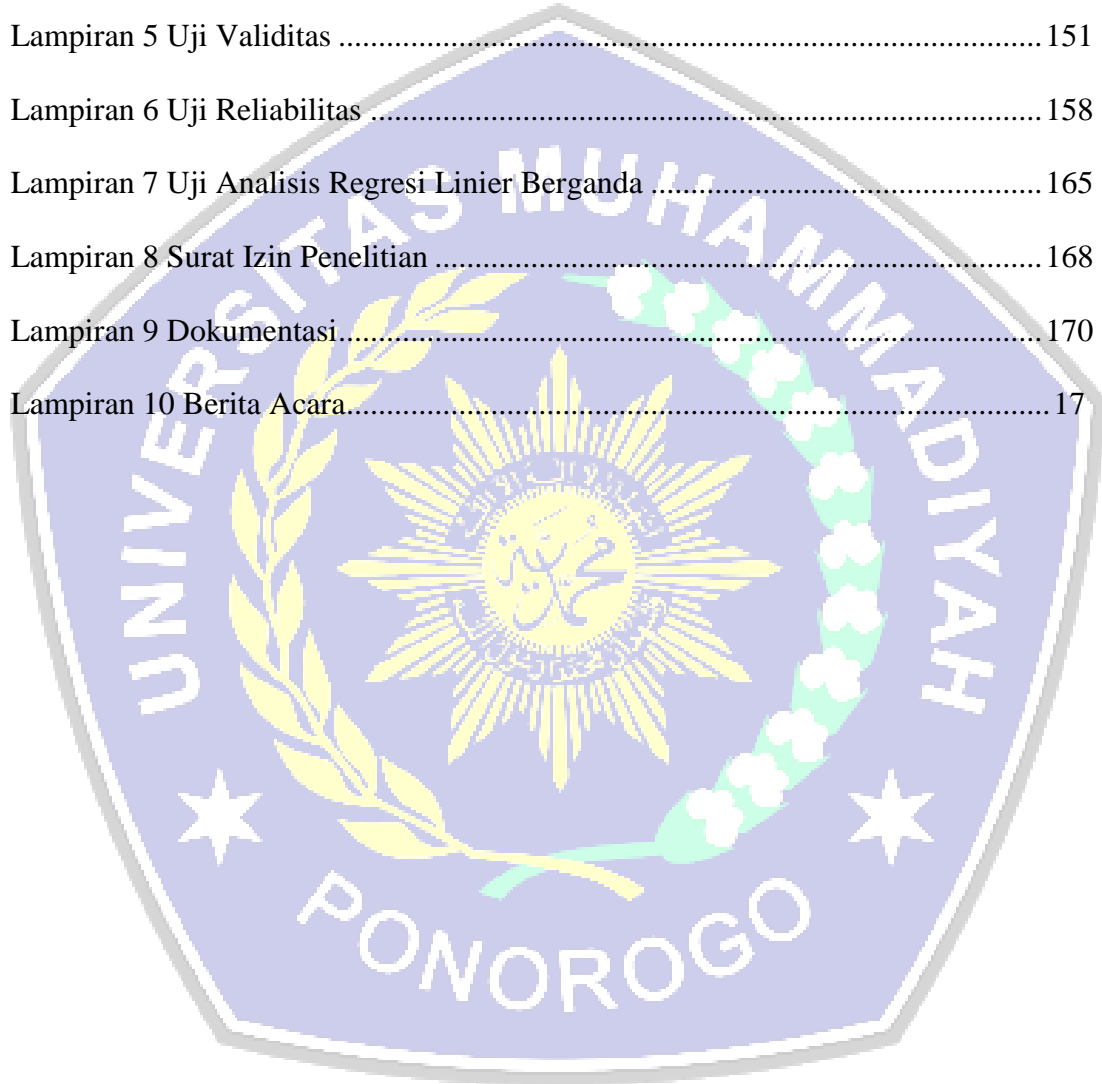 Lampiran 5 Uji Validitas ........................................................................................ 151
Lampiran 6 Uji Reliabilitas .................................................................................... 158
Lampiran 7 Uji Analisis Regresi Linier Berganda ................................................. 165
Lampiran 8 Surat Izin Penelitian ............................................................................ 168
Lampiran 9 Dokumentasi........................................................................................ 170
Lampiran 10 Berita Acara........................................................................................ 17
UNIVERSITAS MUHAMMADIYAH
PONOROGO